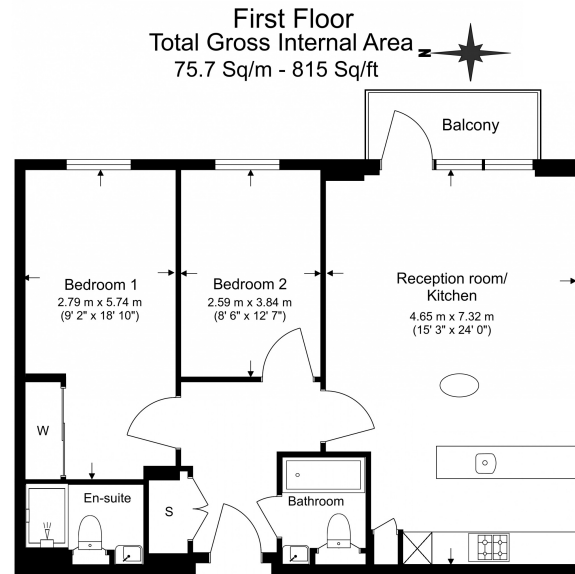 First Floor
Total Gross Internal Area
75.7 Sq/m - 815 Sq/ft
N
Balcony
Bedroom 1
2.79 m x 5.74 m
(9' 2" x 18' 10")
Bedroom 2
2.59 m x 3.84 m
(8' 6" x 12' 7")
Reception room/
Kitchen
4.65 m x 7.32 m
(15' 3" x 24' 0")
W
En-suite
S
Bathroom